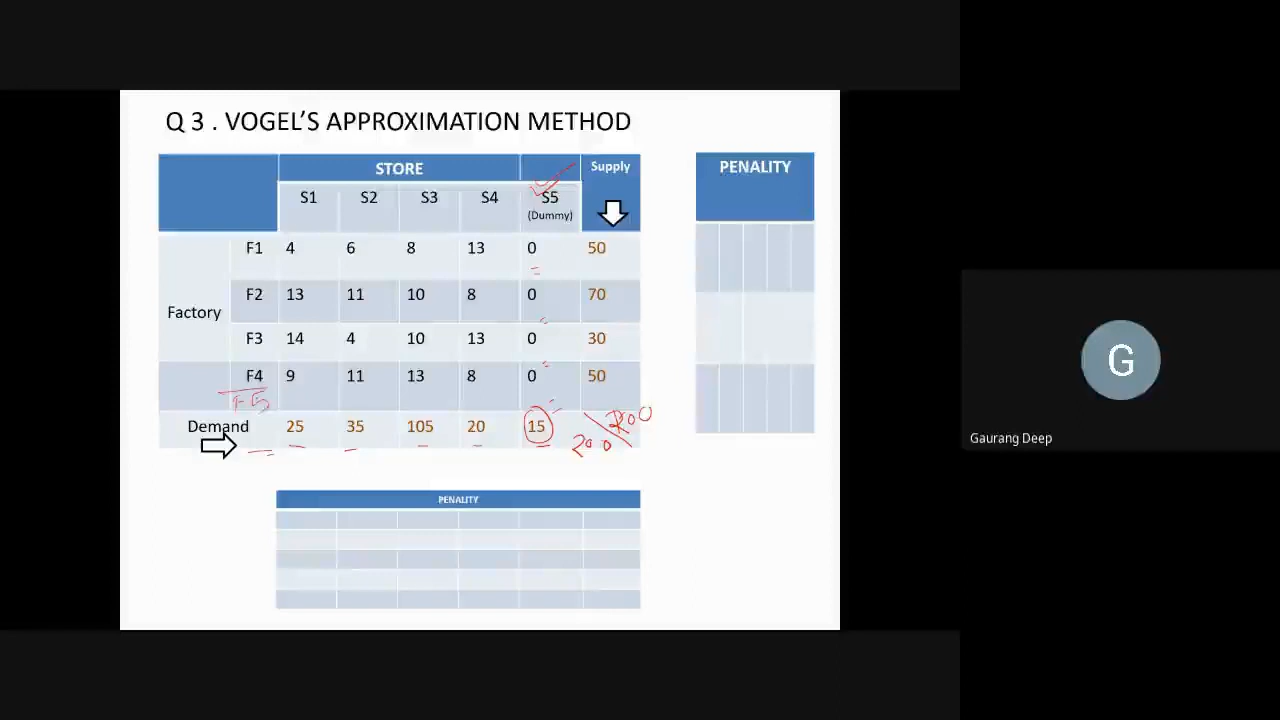 Q 3 . VOGEL'S APPROXIMATION METHOD
STORE Supply
S1 S2 S3 S4 S5 (Dummy)
Factory
F1 4 6 8 13 0 50
F2 13 11 10 8 0 70
F3 14 4 10 13 0 30
F4 9 11 13 8 0 50
F5
Demand 25 35 105 20 15
200
200
PENALITY
PENALITY
G
Gaurang Deep